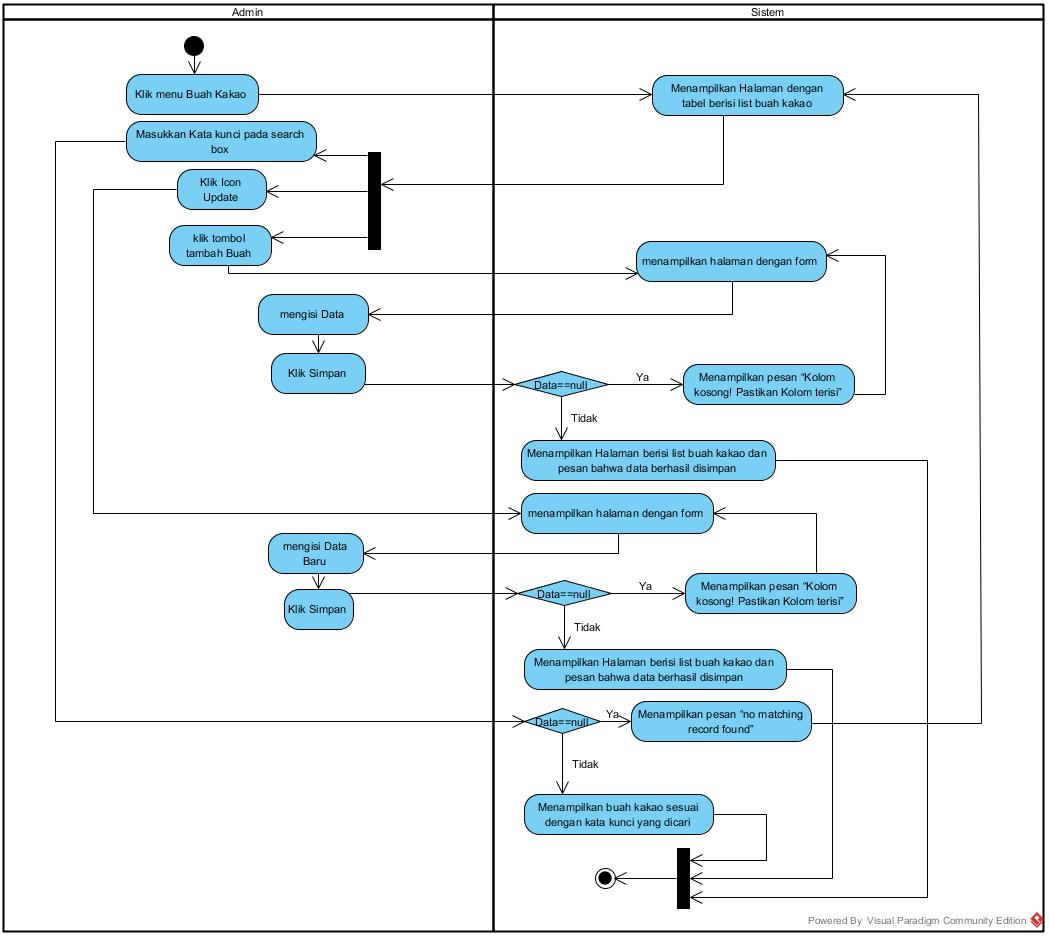 Admin
Sistem
Klik menu Buah Kakao
Menampilkan Halaman dengan
tabel berisi list buah kakao
Masukkan Kata kunci pada search
box
Klik Icon
Update
klik tombol
tambah Buah
menampilkan halaman dengan form
mengisi Data
Klik Simpan
Data==null
Ya
Menampilkan pesan “Kolom
kosong! Pastikan Kolom terisi”
Tidak
Menampilkan Halaman berisi list buah kakao dan
pesan bahwa data berhasil disimpan
menampilkan halaman dengan form
mengisi Data
Baru
Klik Simpan
Data==null
Ya
Menampilkan pesan “Kolom
kosong! Pastikan Kolom terisi”
Tidak
Menampilkan Halaman berisi list buah kakao dan
pesan bahwa data berhasil disimpan
Data==null
Ya
Menampilkan pesan “no matching
record found”
Tidak
Menampilkan buah kakao sesuai
dengan kata kunci yang dicari
Powered By Visual Paradigm Community Edition